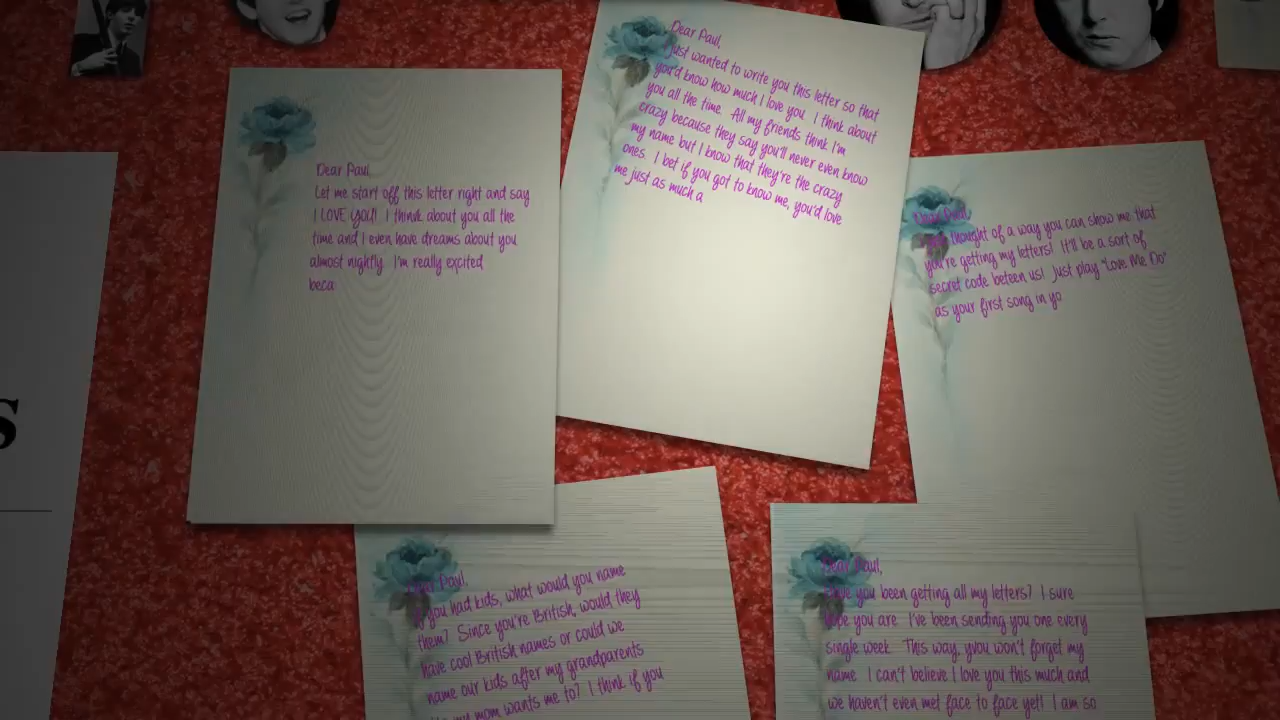 Dear Paul,
Let me start off this letter right and say
I LOVE YOU!! I think about you all the
time and I even have dreams about you
almost nightly. I'm really excited
beca
Dear Paul,
just wanted to write you this letter so that
you'd know how much I love you. I think about
you all the time. All my friends think I'm
crazy because they say you'll never even know
my name but I know that they're the crazy
ones. I bet if you got to know me, you'd love
me just as much a
Dear Paul,
thought of a way you can show me that
you're getting my letters! It'll be a sort of
secret code beteen us! Just play "Love Me Do"
as your first song in yo
S
Dear Paul,
If you had kids, what would you name
them? Since you're British, would they
have cool British names or could we
name our kids after my grandparents
my mom wants me to? I think if you
Dear Paul,
Have you been getting all my letters? I sure
hope you are. I've been sending you one every
single week. This way, yvou won't forget my
name. I can't believe I love you this much and
we haven't even met face to face yet! I am so